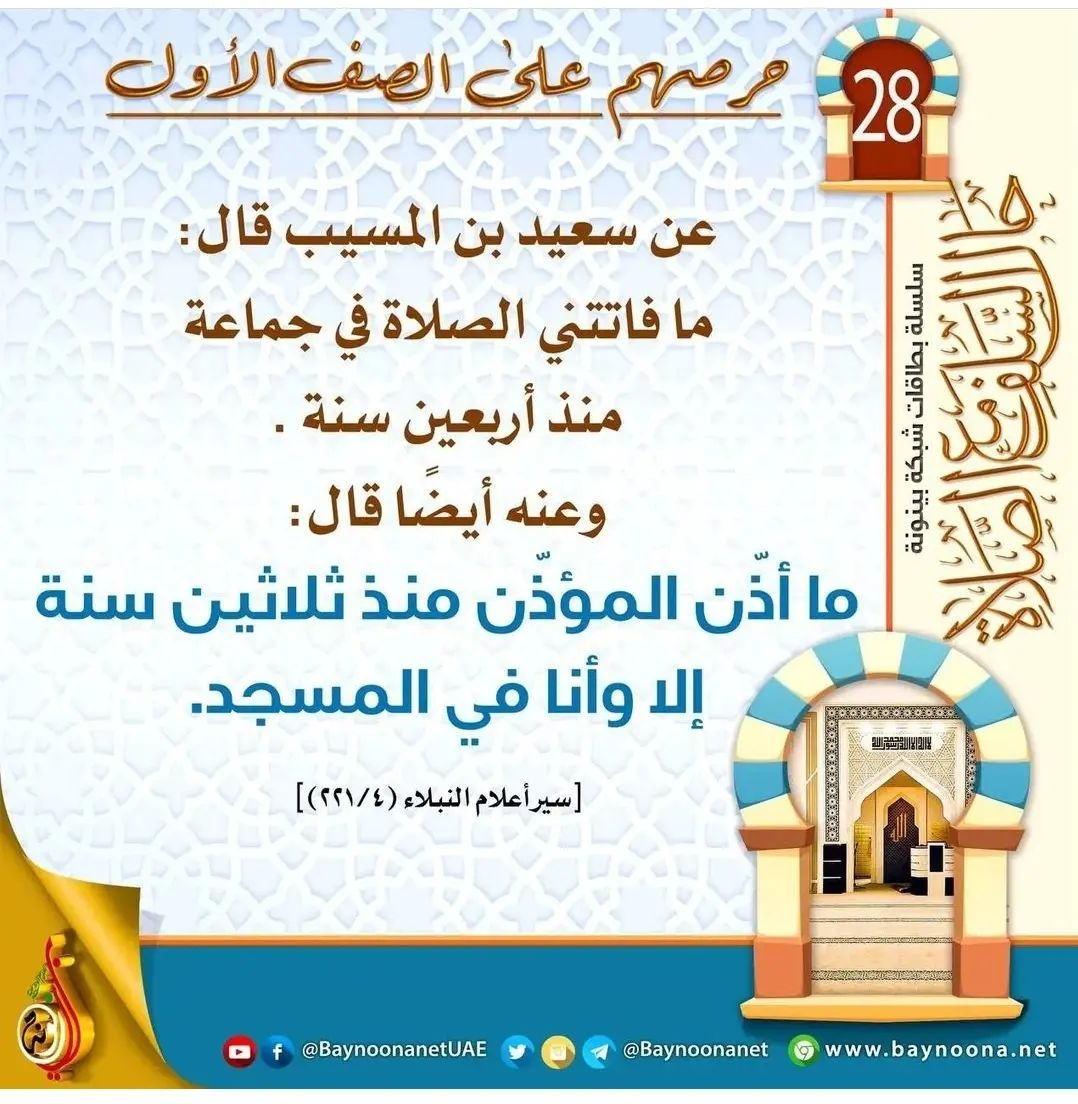 28
حرصهم على الصف الأول
حال السلف مع الصلاة
سلسلة بطاقات شبكة بينونة
عن سعيد بن المسيب قال:
ما فاتتني الصلاة في جماعة
منذ أربعين سنة .
وعنه أيضًا قال:
ما أذّن المؤذّن منذ ثلاثين سنة
إلا وأنا في المسجد.
[سير أعلام النبلاء (٢٢١/٤)]
@BaynoonanetUAE @Baynoonanet www.baynoona.net